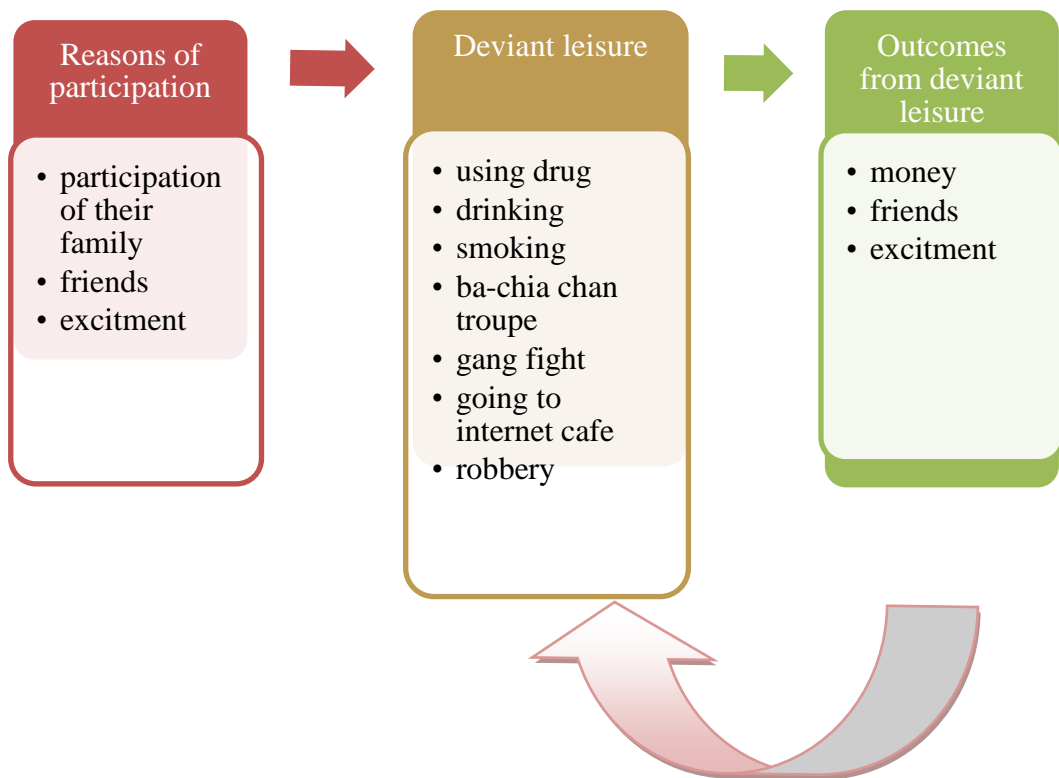 Reasons of
participation
• participation
of their
family
• friends
• excitment
Deviant leisure
• using drug
• drinking
• smoking
• ba-chia chan
troupe
• gang fight
• going to
internet cafe
• robbery
Outcomes
from deviant
leisure
• money
• friends
• excitment